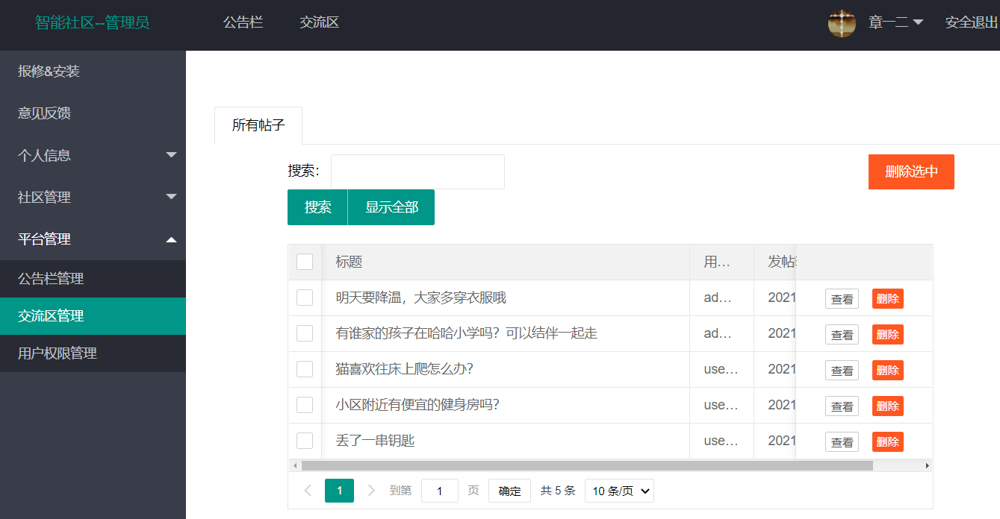 智能社区--管理员 公告栏 交流区 章一二 安全退出
报修&安装
意见反馈
个人信息
社区管理
平台管理
公告栏管理
交流区管理
用户权限管理
所有帖子
搜索： 删除选中
搜索 显示全部
标题 用... 发帖
明天要降温，大家多穿衣服哦 ad... 2021 查看 删除
有谁家的孩子在哈哈小学吗？可以结伴一起走 ad... 2021 查看 删除
猫喜欢往床上爬怎么办？ use... 2021 查看 删除
小区附近有便宜的健身房吗？ use... 2021 查看 删除
丢了一串钥匙 use... 2021 查看 删除
1 到第 1 页 确定 共 5 条 10 条/页